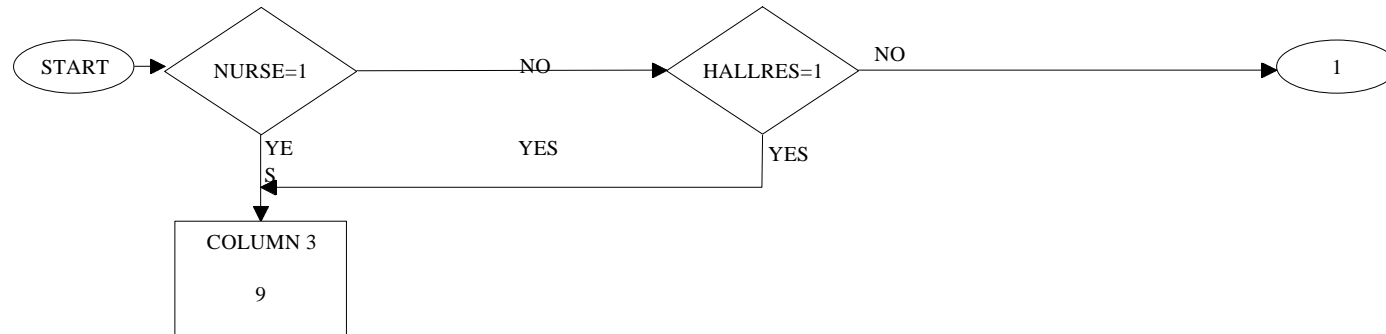 START
NURSE=1
NO
HALLRES=1
NO
1
YE
S
YES
YES
COLUMN 3
9